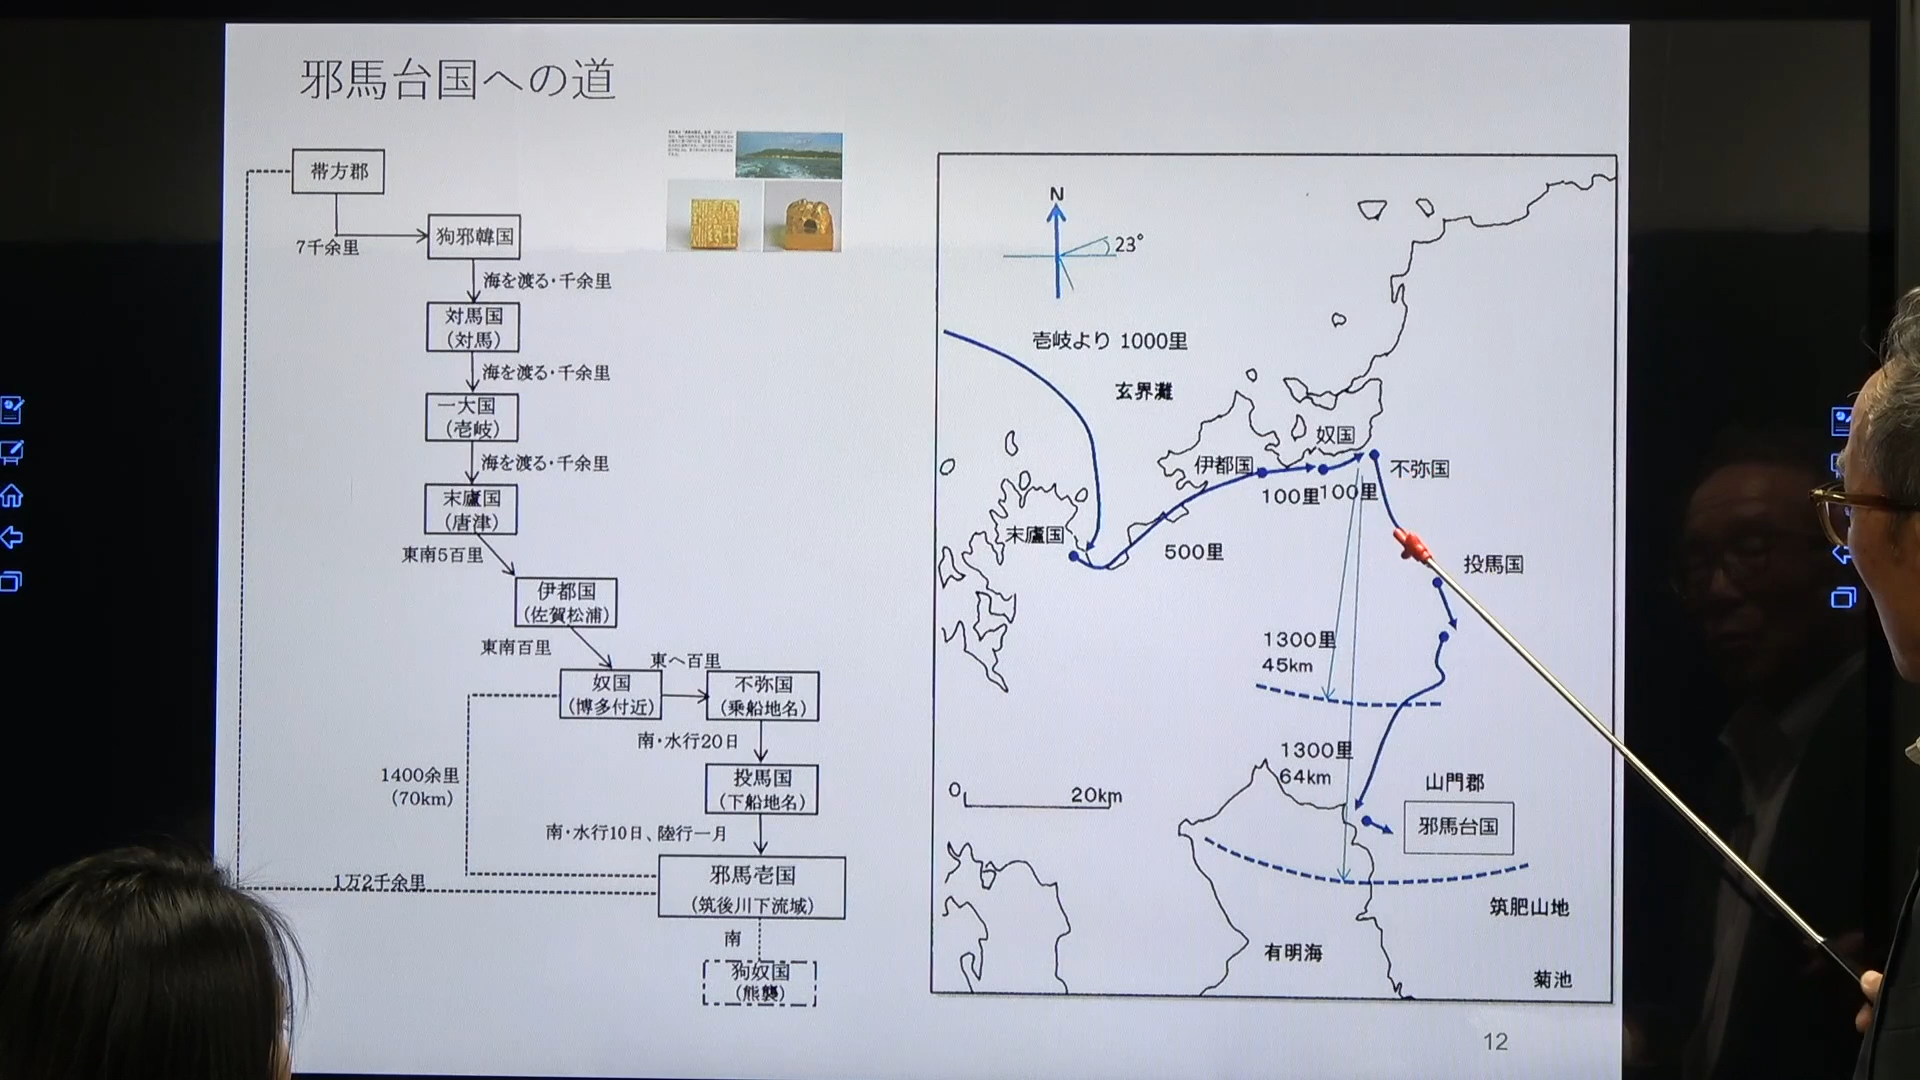 邪馬台国への道
帯方郡
7千余里
狗邪韓国
海を渡る・千余里
対馬国
(対馬)
海を渡る・千余里
一大国
(壱岐)
海を渡る・千余里
末廬国
(唐津)
東南5百里
伊都国
(佐賀松浦)
東南百里
奴国
(博多付近)
東へ百里
不弥国
(乗船地名)
南・水行20日
投馬国
(下船地名)
1400余里
(70km)
南・水行10日、陸行一月
邪馬壱国
(筑後川下流域)
1万2千余里
南
狗奴国
(熊襲)
N
23°
壱岐より 1000里
玄界灘
奴国
伊都国
不弥国
100里
100里
末廬国
500里
投馬国
1300里
45km
1300里
64km
0
20km
山門郡
邪馬台国
筑肥山地
有明海
菊池
12